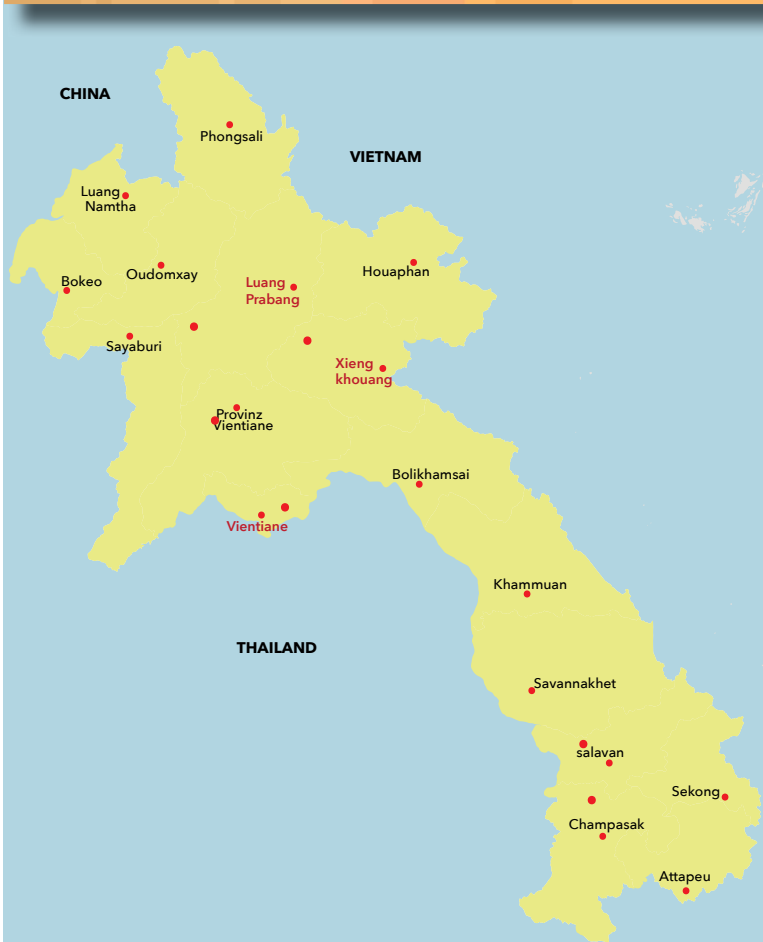 CHINA
Phongsali
VIETNAM
Luang
Namtha
Houaphan
Oudomxay
Bokeo
Luang
Prabang
Sayaburi
Xieng
khouang
Provinz
Vientiane
Bolikhamsai
Vientiane
Khammuan
THAILAND
Savannakhet
salavan
Sekong
Champasak
Attapeu